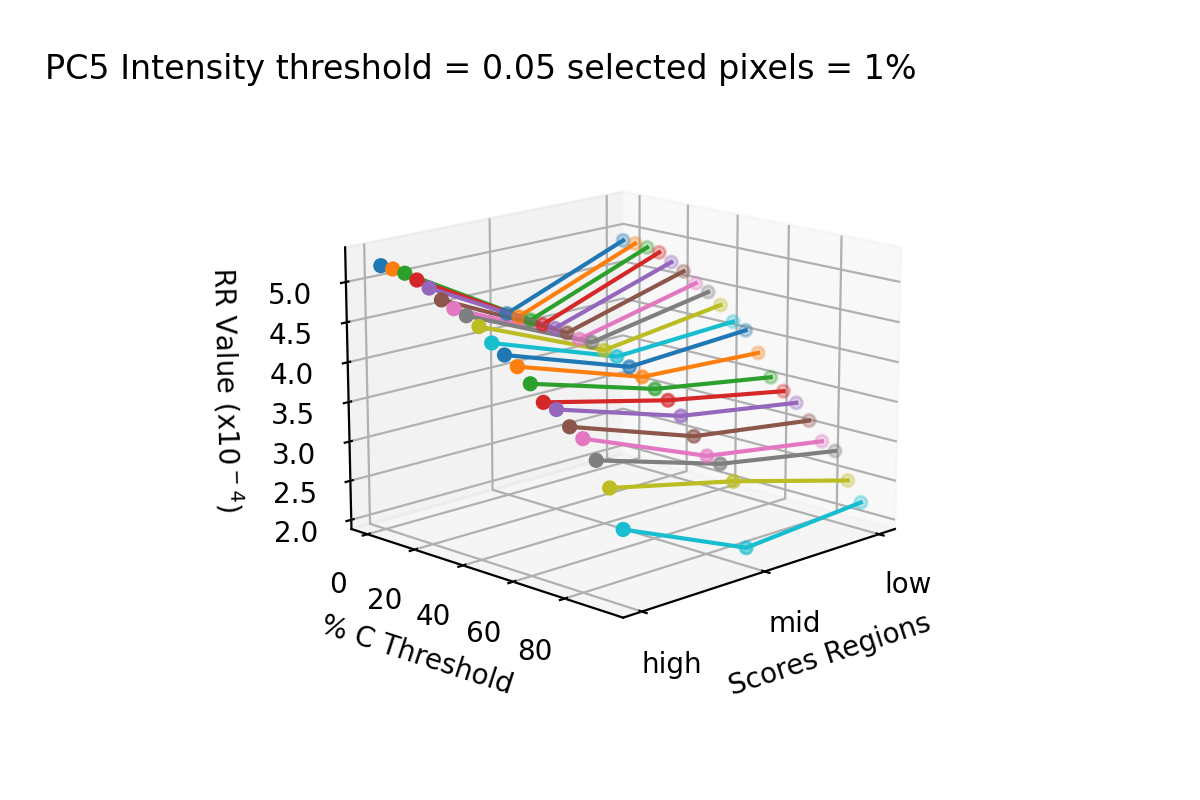 PC5 Intensity threshold = 0.05 selected pixels = 1%
RR Value (x10⁻⁴)
5.0
4.5
4.0
3.5
3.0
2.5
2.0
0
20
40
60
80
% C Threshold
high
mid
low
Scores Regions